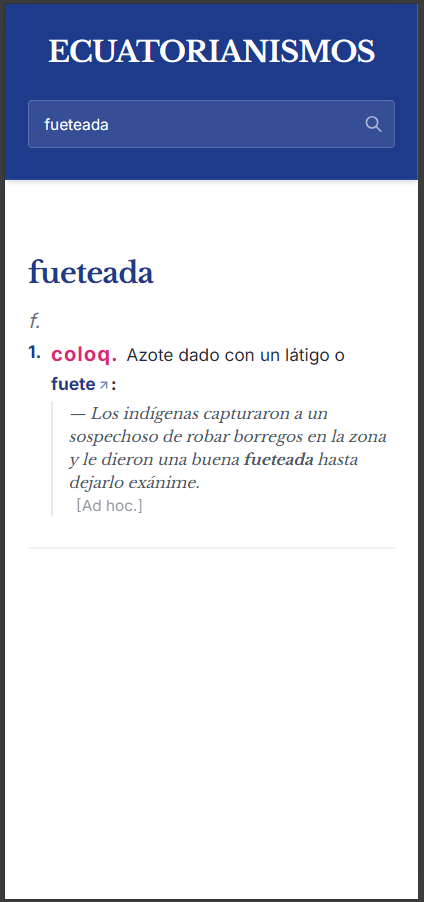 ECUATORIANISMOS
fueteada
fueteada
f.
1. coloq. Azote dado con un látigo o
fuete↗:
— Los indígenas capturaron a un
sospechoso de robar borregos en la zona
y le dieron una buena fueteada hasta
dejarlo exánime.
[Ad hoc.]